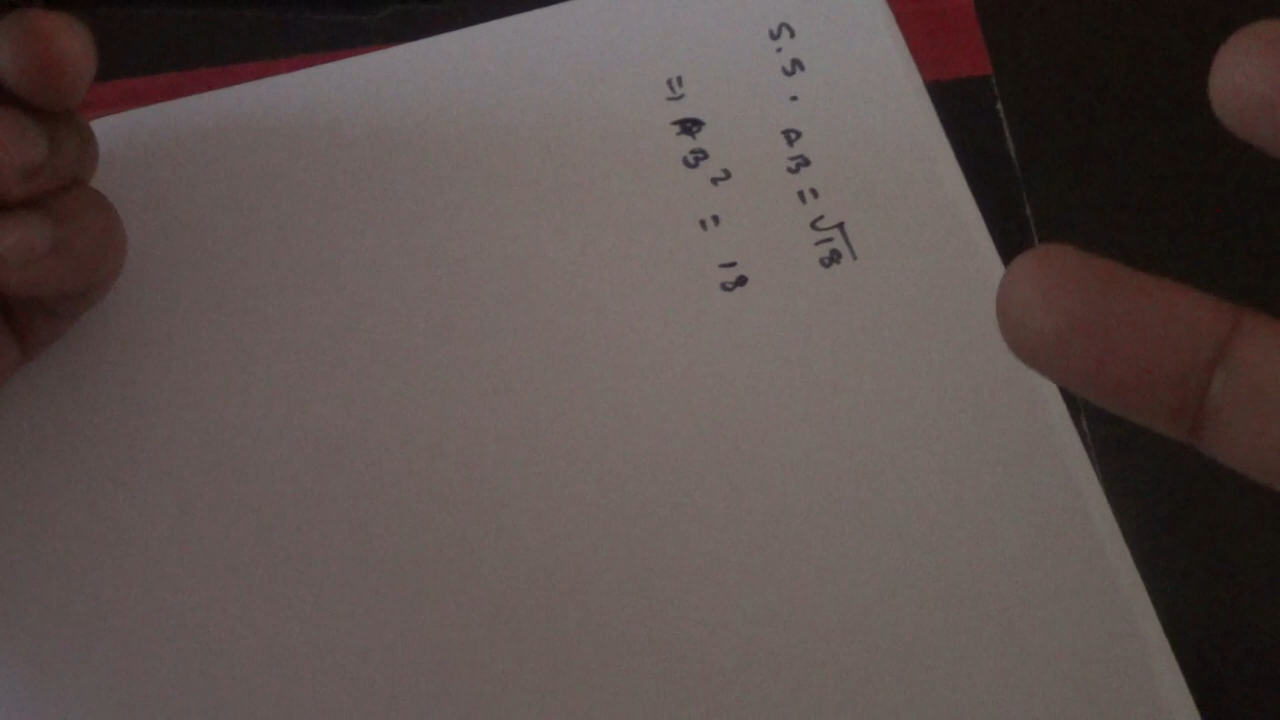 S.S. AB = √18
=) AB² = 18